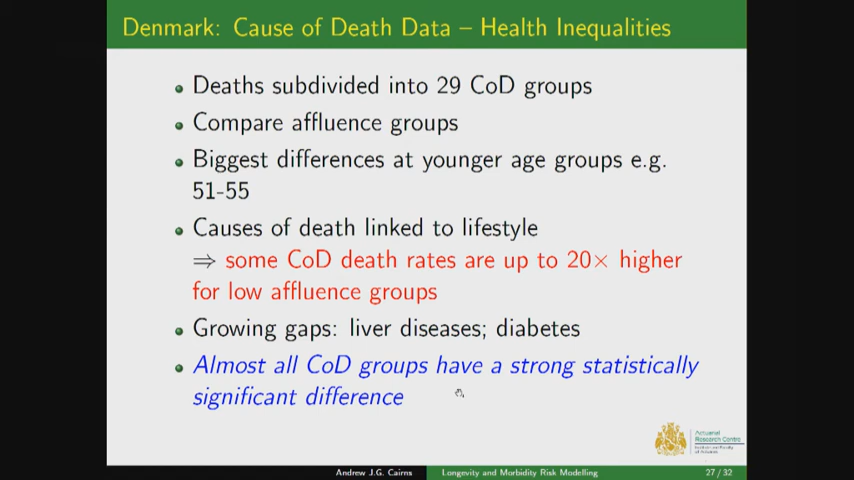 Denmark: Cause of Death Data – Health Inequalities
Deaths subdivided into 29 CoD groups
Compare affluence groups
Biggest differences at younger age groups e.g.
51-55
Causes of death linked to lifestyle
⇒ some CoD death rates are up to 20× higher
for low affluence groups
Growing gaps: liver diseases; diabetes
Almost all CoD groups have a strong statistically
significant difference
Actuarial
Research Centre
Institute and Faculty
of Actuaries
Andrew J.G. Cairns
Longevity and Morbidity Risk Modelling
27 / 32